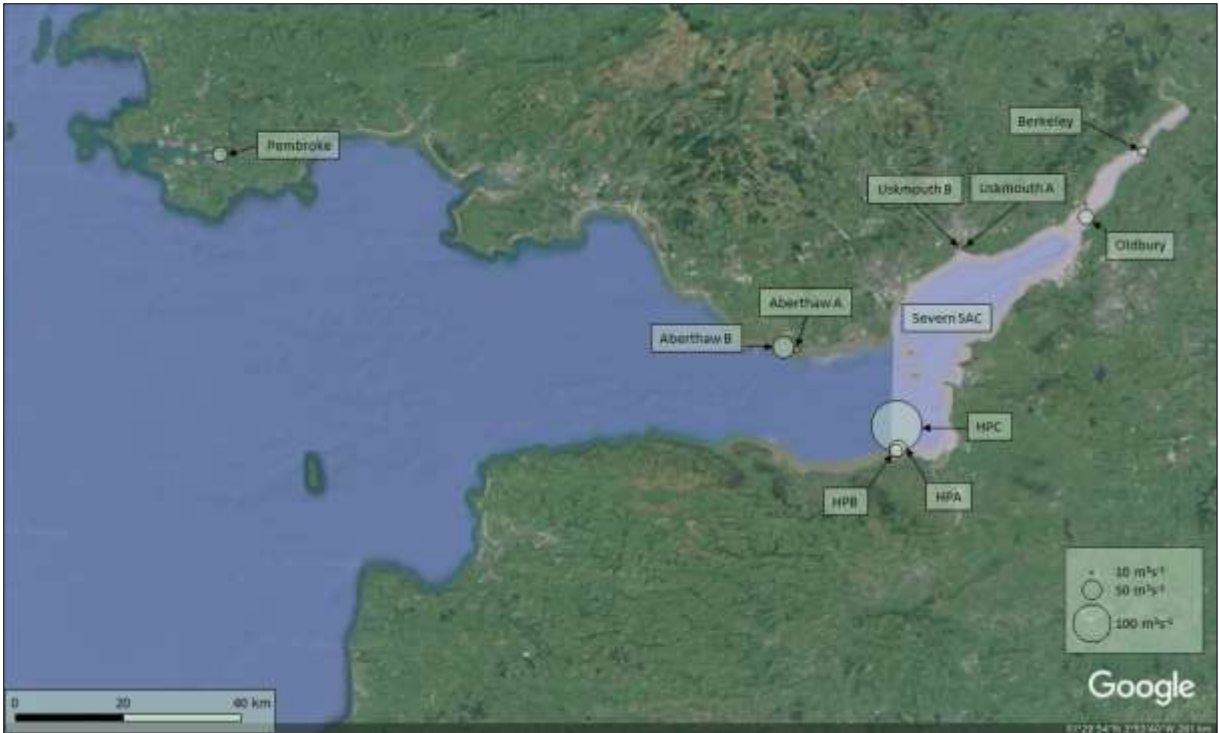 Berkeley
Pembroke
Uskmouth B
Uskmouth A
Oldbury
Aberthaw A
Severn SAC
Aberthaw B
HPC
HPB
HPA
10 m³s⁻¹
50 m³s⁻¹
100 m³s⁻¹
Google
0 20 40 km